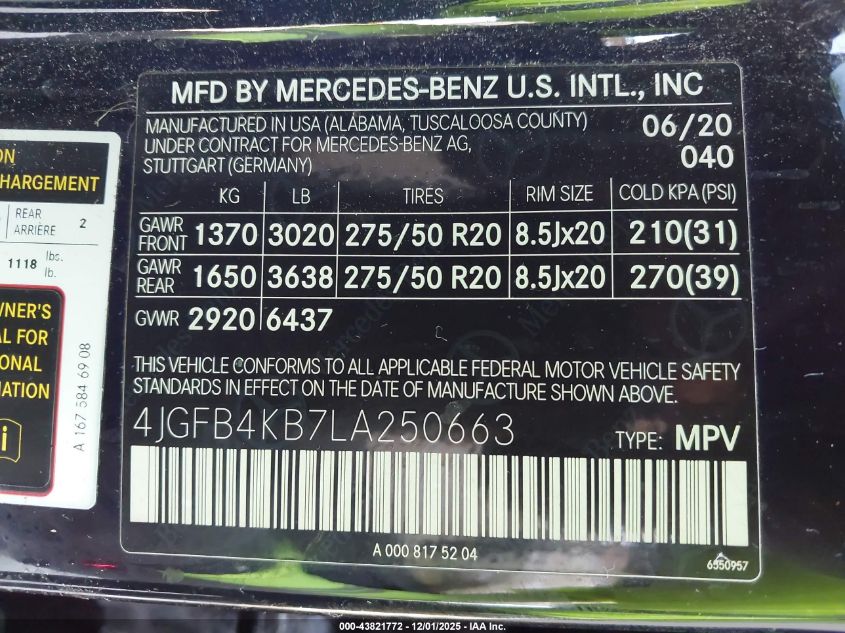 MFD BY MERCEDES-BENZ U.S. INTL., INC
MANUFACTURED IN USA (ALABAMA, TUSCALOOSA COUNTY) 06/20
UNDER CONTRACT FOR MERCEDES-BENZ AG,
STUTTGART (GERMANY) 040
KG LB TIRES RIM SIZE COLD KPA (PSI)
GAWR FRONT 1370 3020 275/50 R20 8.5Jx20 210(31)
GAWR REAR 1650 3638 275/50 R20 8.5Jx20 270(39)
GVWR 2920 6437
THIS VEHICLE CONFORMS TO ALL APPLICABLE FEDERAL MOTOR VEHICLE SAFETY
STANDARDS IN EFFECT ON THE DATE OF MANUFACTURE SHOWN ABOVE.
4JGFB4KB7LA250663 TYPE: MPV
A 000 817 52 04
6550957
ON
HARGEMENT
REAR
ARRIÈRE 2
1118 lbs.
lb.
WNER'S
AL FOR
IONAL
MATION
i
A 167 584 69 08
000-43821772 - 12/01/2025 - IAA Inc.